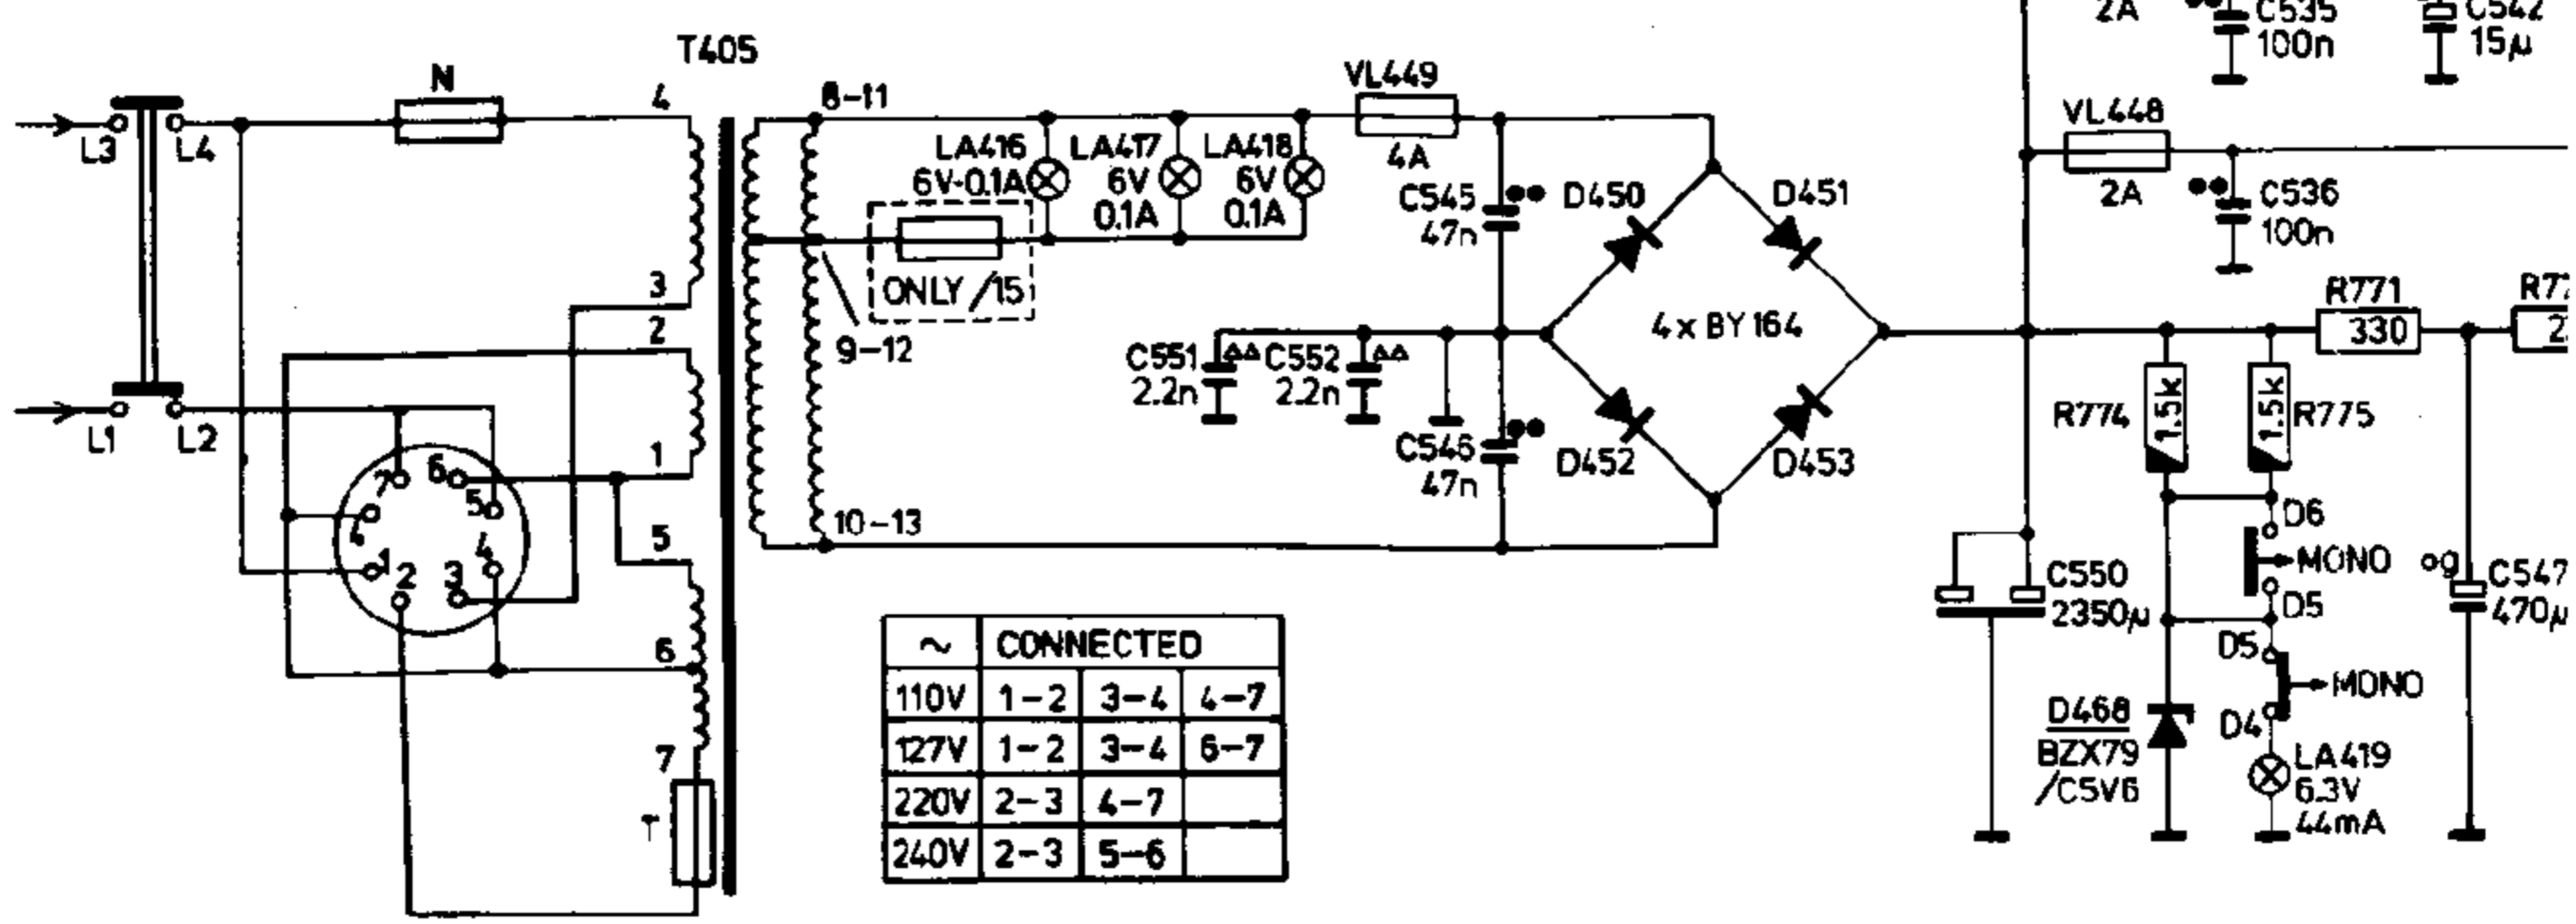 2A
C535
100n
C542
15µ
T405
N
4
8-11
VL449
4A
VL448
2A
L3
L4
LA416
6V-0.1A
LA417
6V
0.1A
LA418
6V
0.1A
C545
47n
D450
D451
C536
100n
ONLY /15
3
2
9-12
C551
2.2n
C552
2.2n
4 x BY 164
R771
330
L1
L2
1
C546
47n
D452
D453
R774
1.5k
1.5k
R775
7
6
5
4
4
1
2
3
10-13
5
6
7
T
D6
MONO
D5
C550
2350µ
og
C547
470µ
D5
MONO
D4
D468
BZX79
/C5V6
LA419
6.3V
44mA
~ CONNECTED
110V 1-2 3-4 4-7
127V 1-2 3-4 6-7
220V 2-3 4-7
240V 2-3 5-6